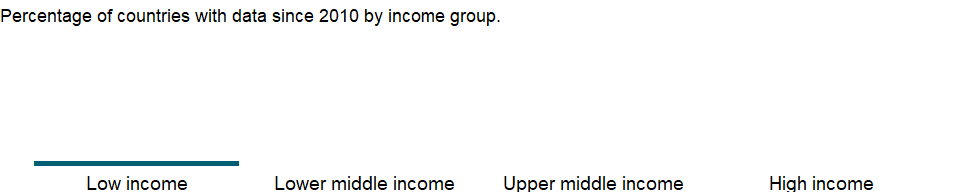 Percentage of countries with data since 2010 by income group.
Low income Lower middle income Upper middle income High income